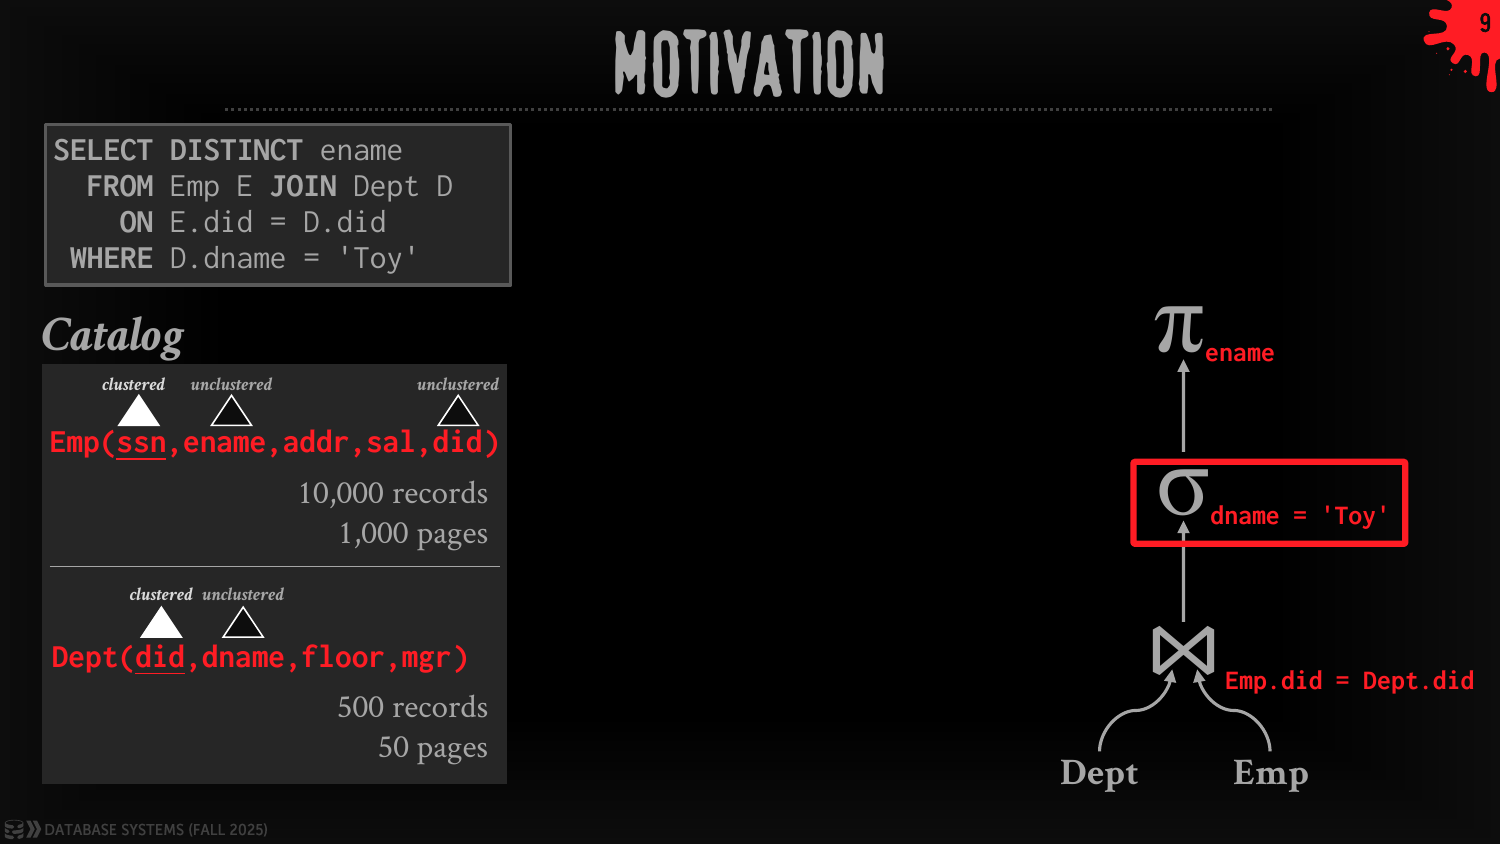 MOTIVATION
9
SELECT DISTINCT ename
FROM Emp E JOIN Dept D
ON E.did = D.did
WHERE D.dname = 'Toy'
Catalog
clustered unclustered unclustered
Emp(ssn,ename,addr,sal,did)
10,000 records
1,000 pages
clustered unclustered
Dept(did,dname,floor,mgr)
500 records
50 pages
π ename
σ dname = 'Toy'
⋈ Emp.did = Dept.did
Dept Emp
DATABASE SYSTEMS (FALL 2025)